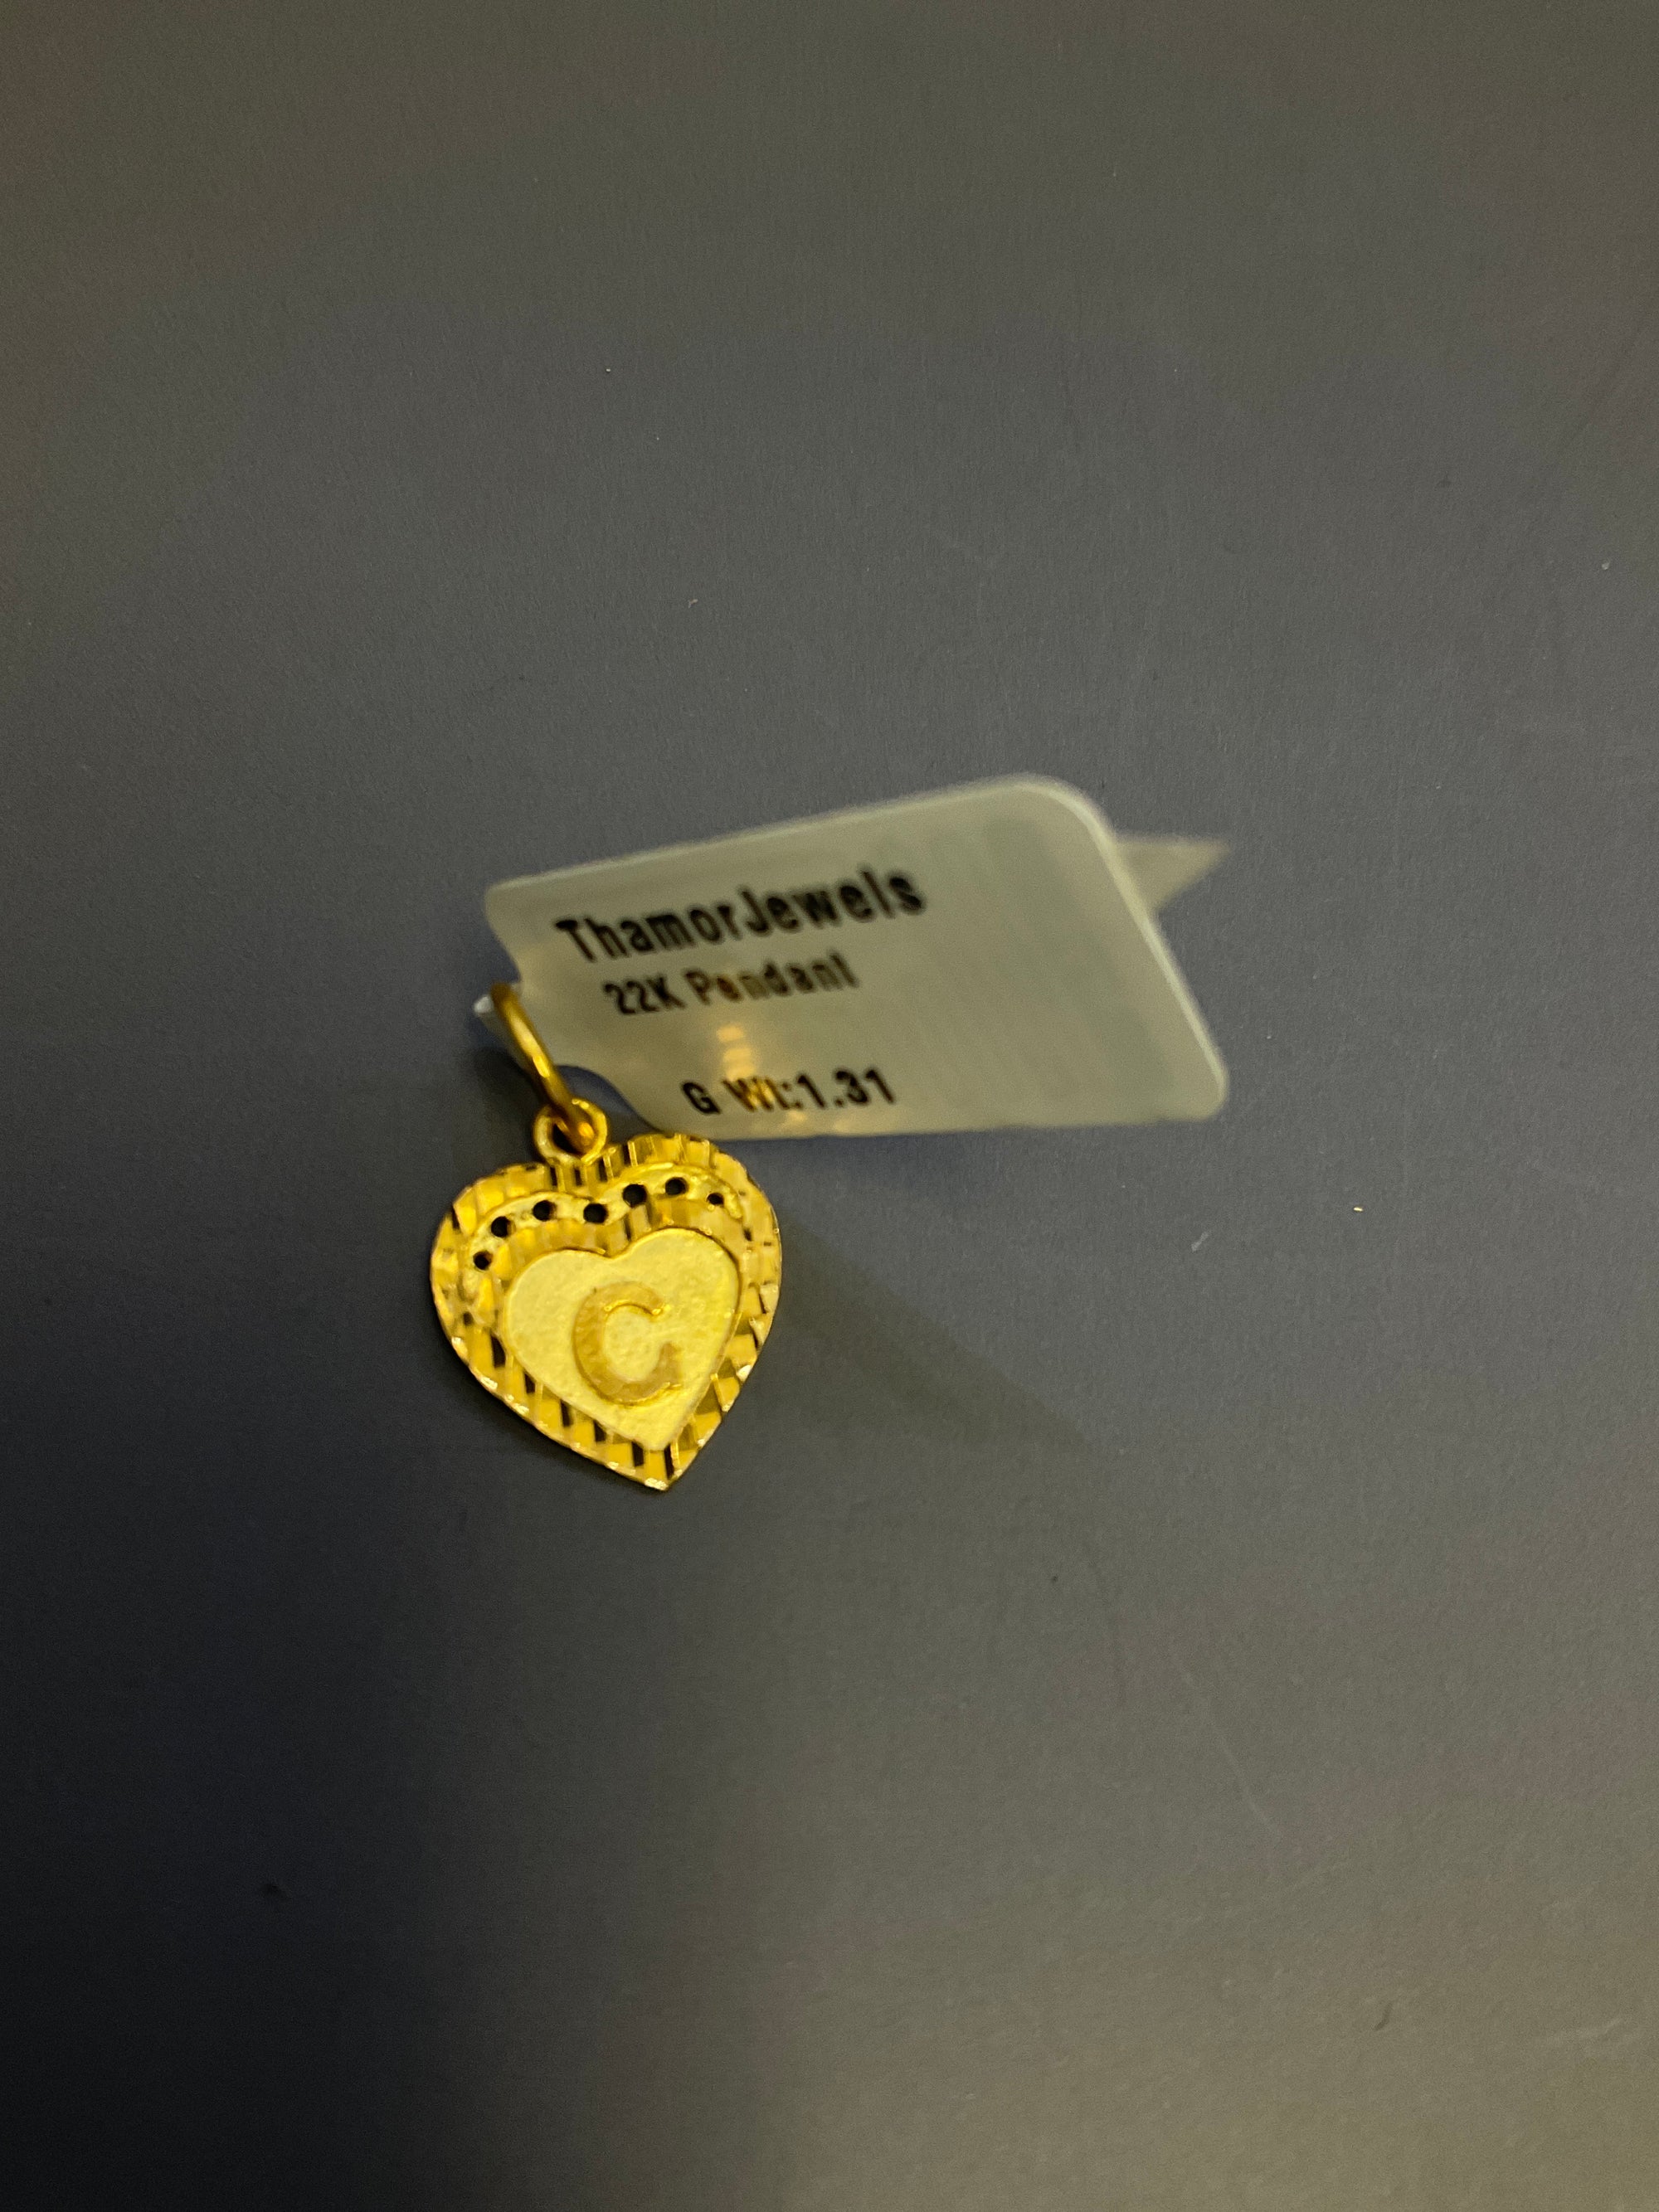 ThamorJewels
22K Pendant
G Wt:1.31
C